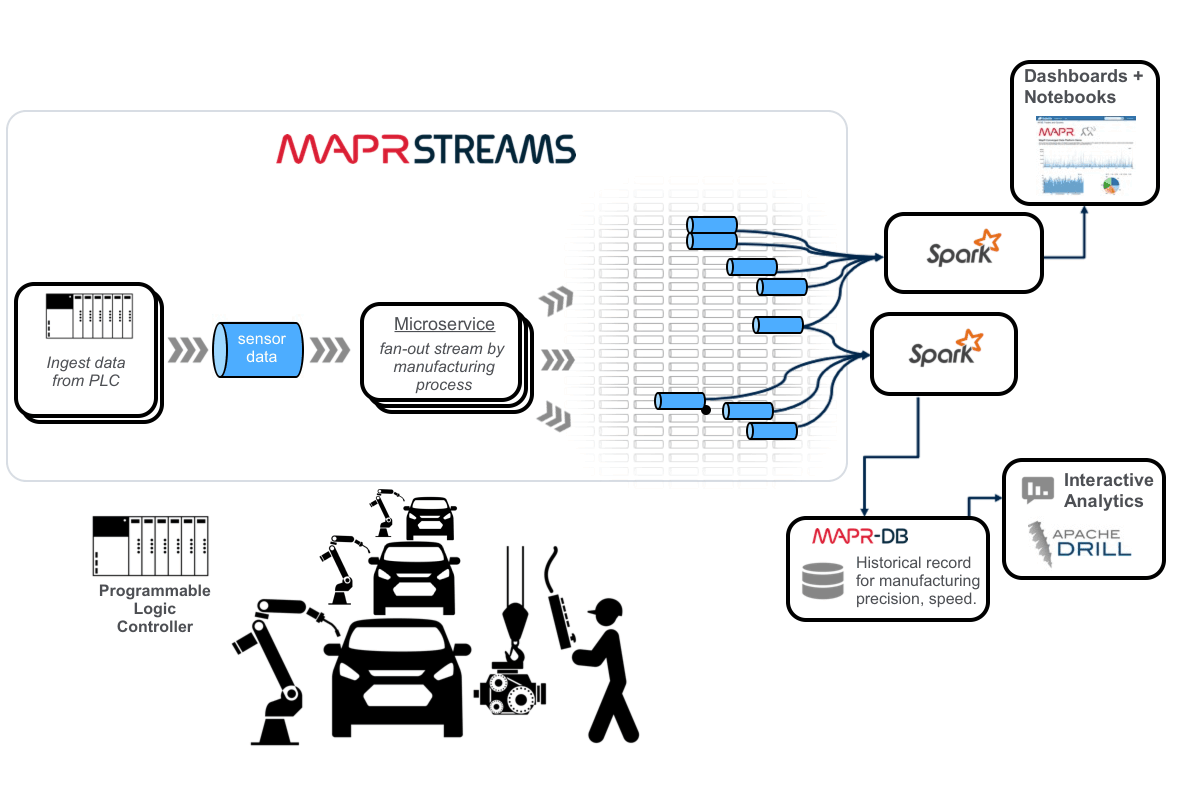 Dashboards +
Notebooks
MAPR
MAPR STREAMS
Spark
Ingest data
from PLC
sensor
data
Microservice
fan-out stream by
manufacturing
process
Spark
Programmable
Logic
Controller
MAPR-DB
Historical record
for manufacturing
precision, speed.
Interactive
Analytics
APACHE
DRILL